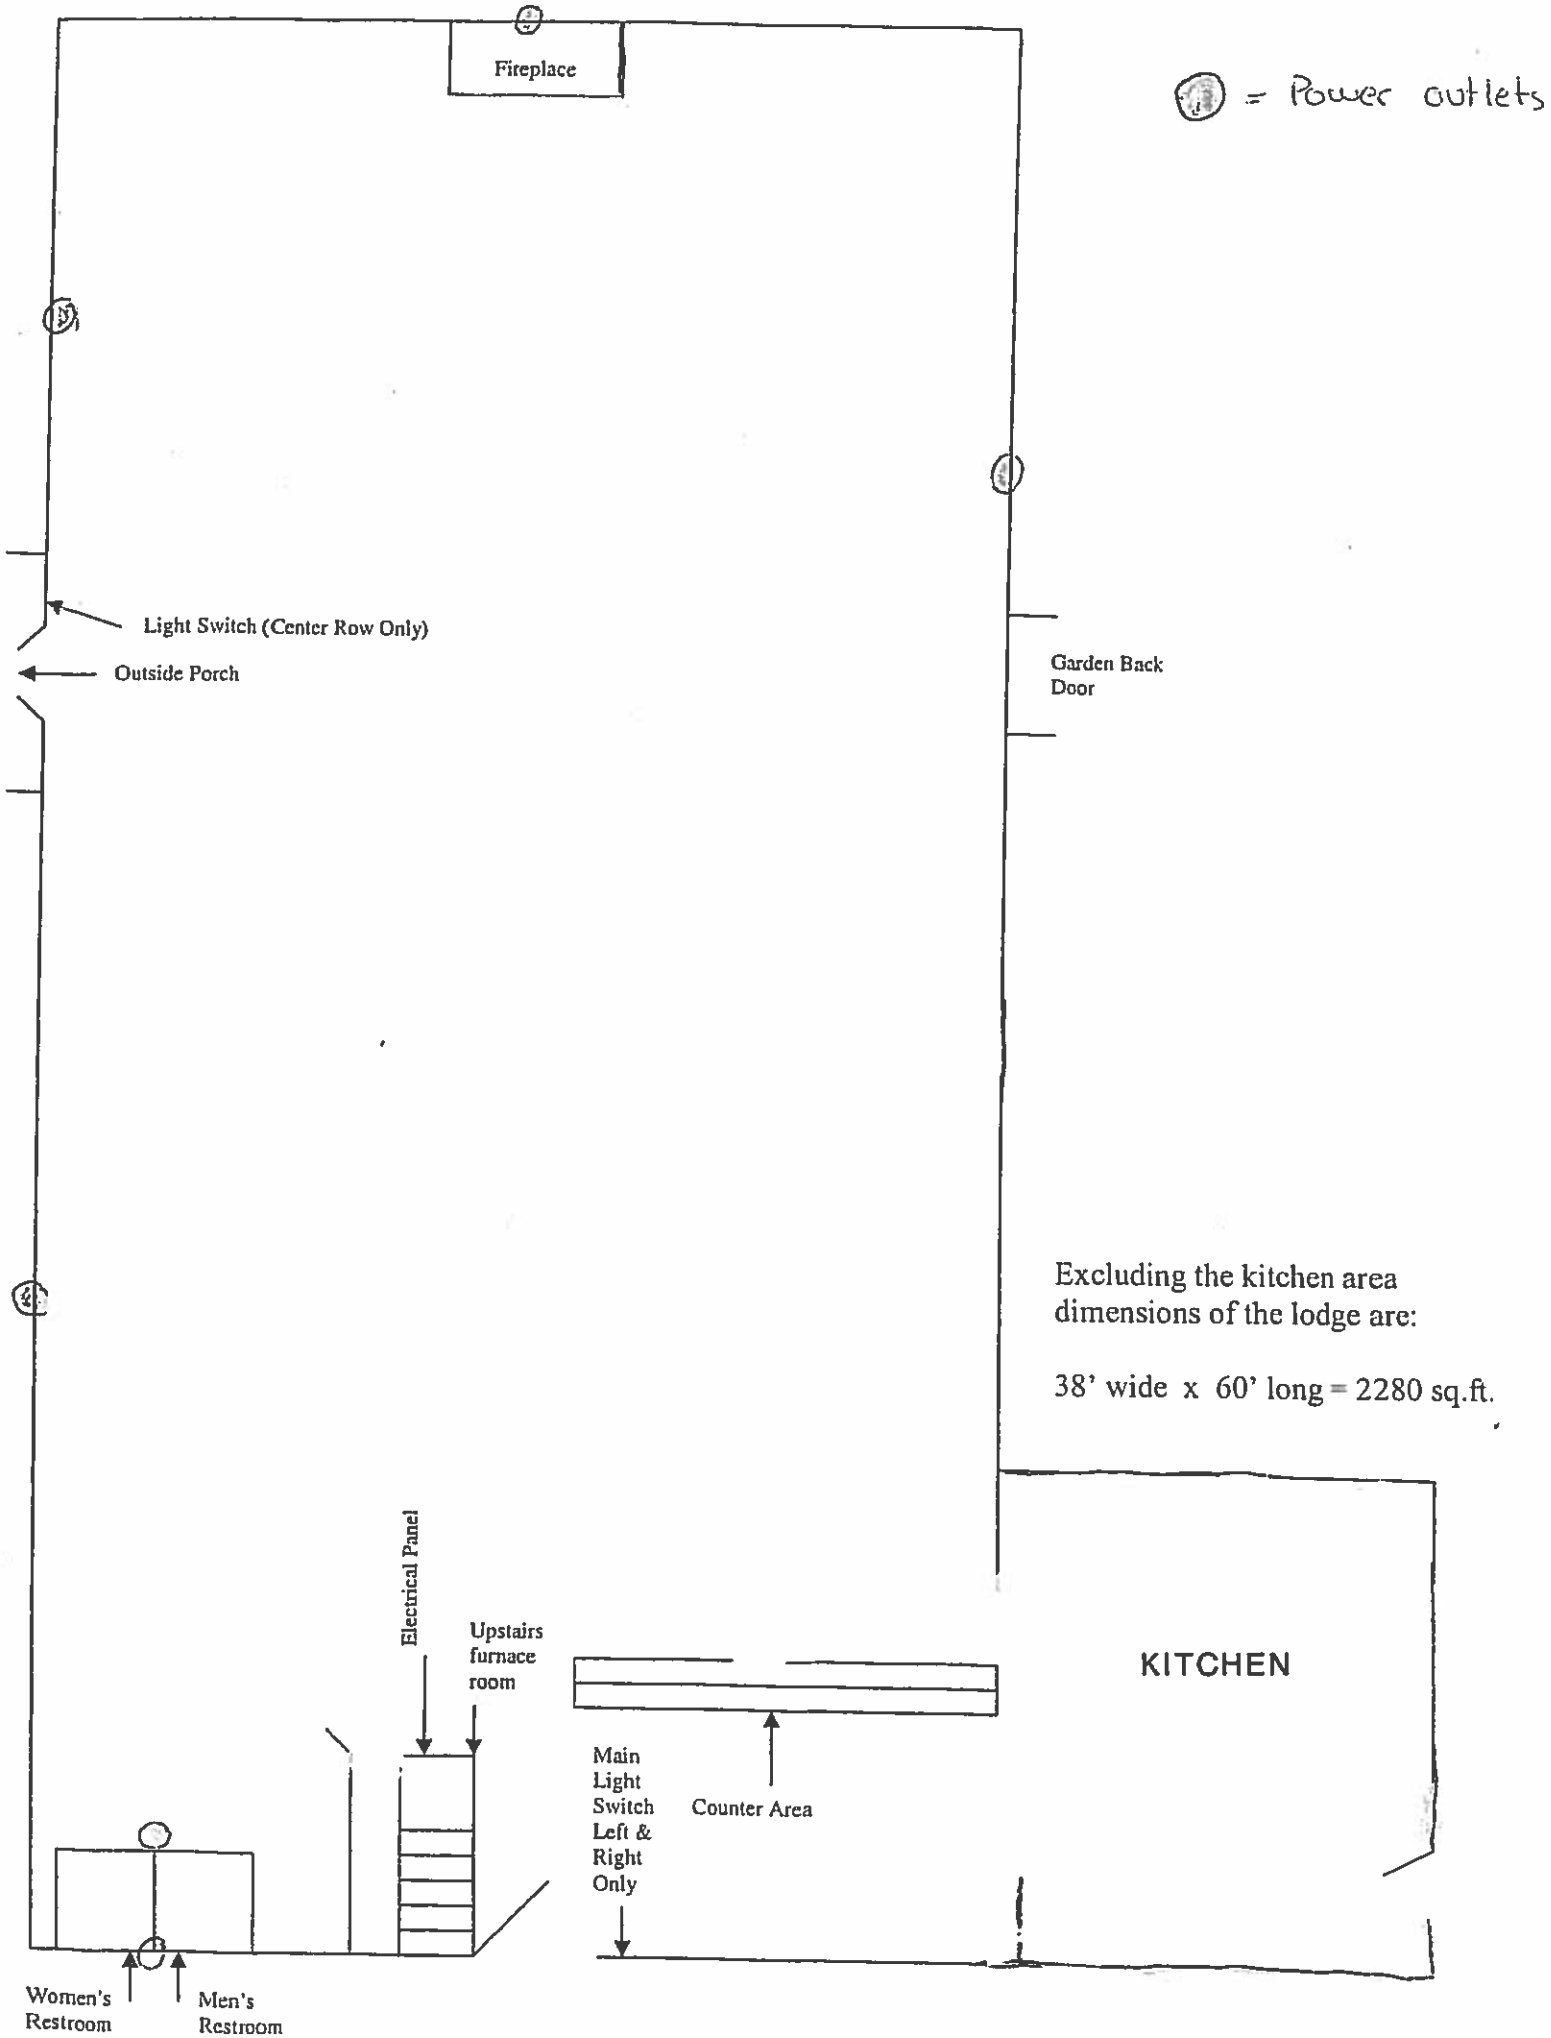 Fireplace
= Power outlets
Light Switch (Center Row Only)
Outside Porch
Garden Back
Door
Excluding the kitchen area
dimensions of the lodge are:
38’ wide x 60’ long = 2280 sq.ft.
Electrical Panel
Upstairs
furnace
room
KITCHEN
Main
Light
Switch
Left &
Right
Only
Counter Area
Women's
Restroom
Men's
Restroom